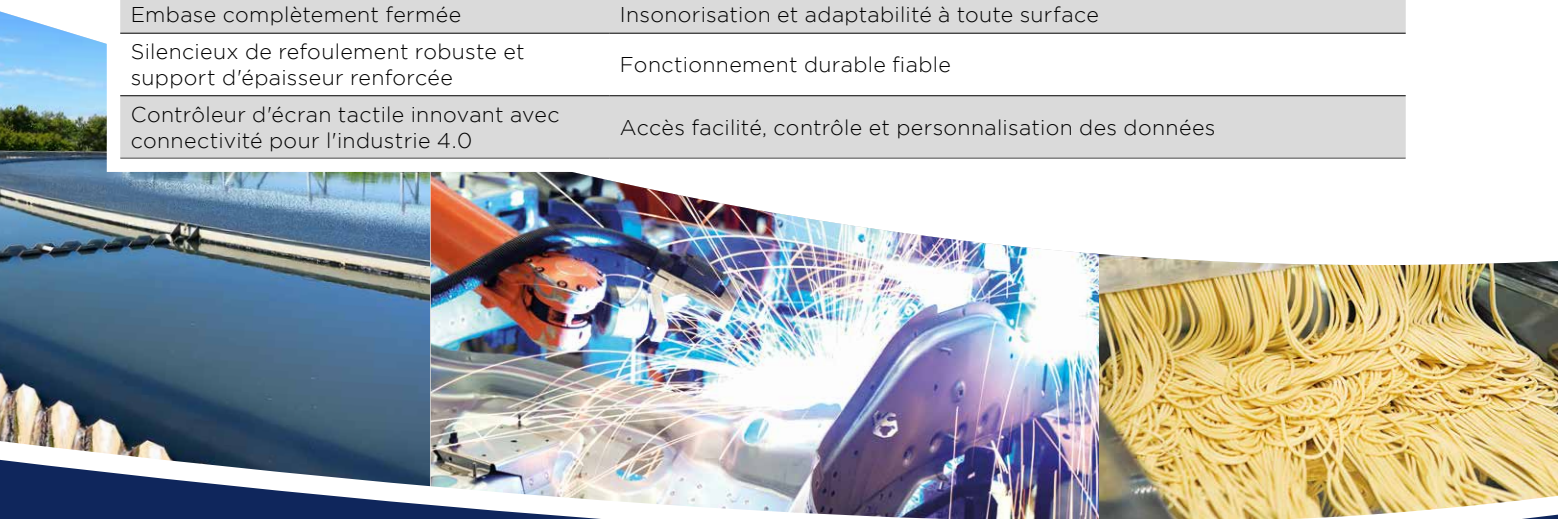 Embase complètement fermée
Insonorisation et adaptabilité à toute surface
Silencieux de refoulement robuste et
support d'épaisseur renforcée
Fonctionnement durable fiable
Contrôleur d'écran tactile innovant avec
connectivité pour l'industrie 4.0
Accès facilité, contrôle et personnalisation des données